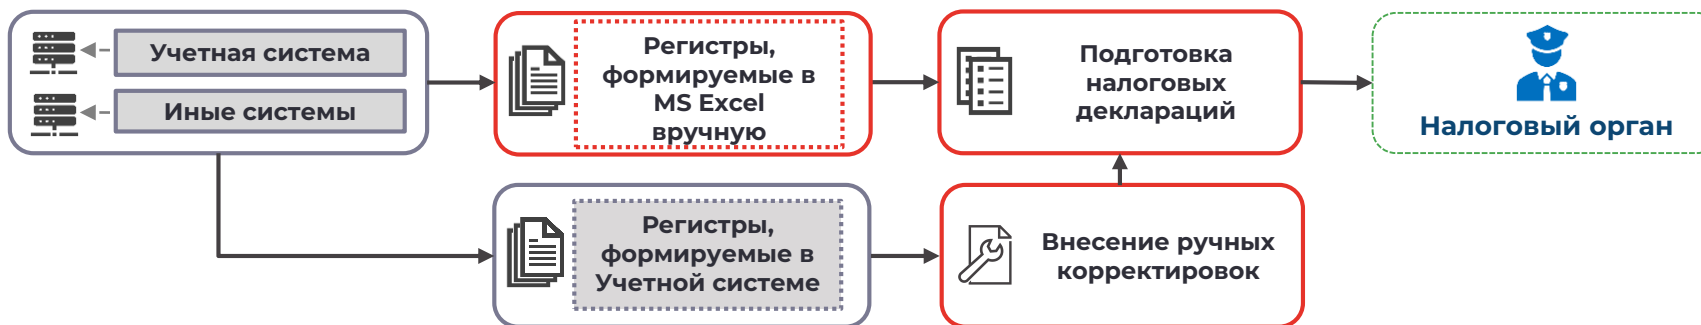 Учетная система
Иные системы
Регистры,
формируемые в
MS Excel
вручную
Подготовка
налоговых
деклараций
Налоговый орган
Регистры,
формируемые в
Учетной системе
Внесение ручных
корректировок